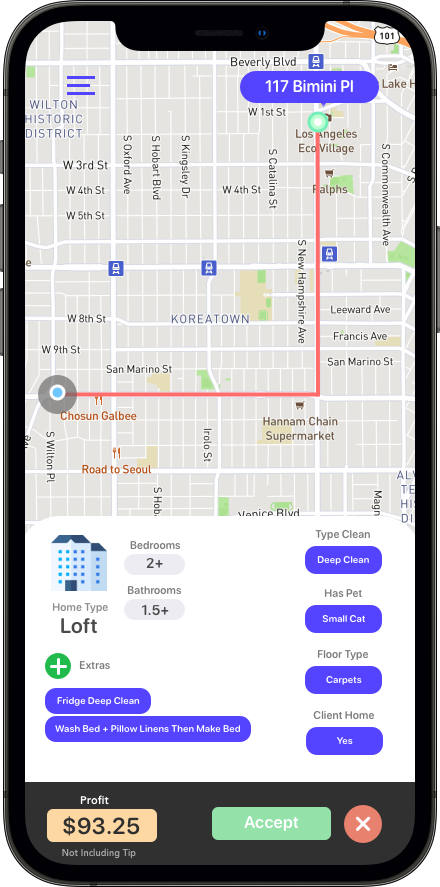 101
Beverly Blvd
Lake H
117 Bimini Pl
WILTON
HISTORIC
DISTRICT
W 1st St
Los Angeles
Eco Village
S Oxford Ave
S Hobart Blvd
S Kingsley Dr
S Catalina St
S Commonwealth Ave
W 3rd St
W 4th St
W 4th St
Ralphs
W 5th St
S New Hampshire Ave
e
W 8th St
KOREATOWN
Leeward Ave
Francis Ave
W 9th St
San Marino St
San Marino St
Chosun Galbee
Hannam Chain
Supermarket
S Wilton Pl
Irolo St
Road to Seoul
S Hob
Magn
AL
TE
HIS
DI
Venice Blvd
Type Clean
Deep Clean
Bedrooms
2+
Bathrooms
1.5+
Has Pet
Small Cat
Home Type
Loft
Floor Type
Carpets
Extras
Fridge Deep Clean
Wash Bed + Pillow Linens Then Make Bed
Client Home
Yes
Profit
$93.25
Not Including Tip
Accept